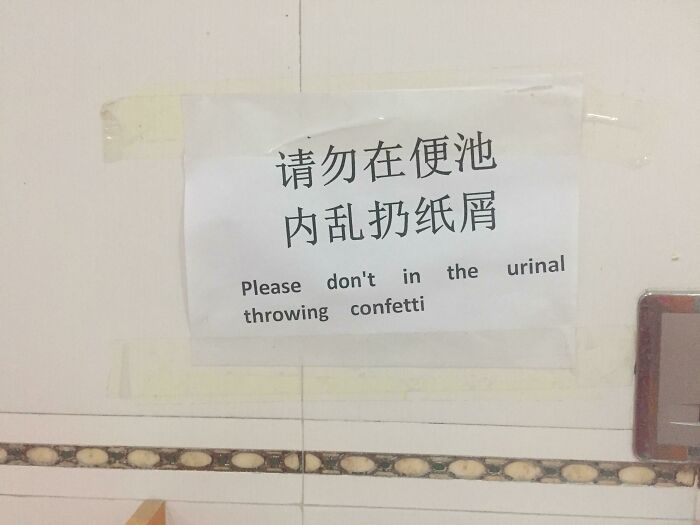 请勿在便池
内乱扔纸屑
Please don't in the urinal
throwing confetti